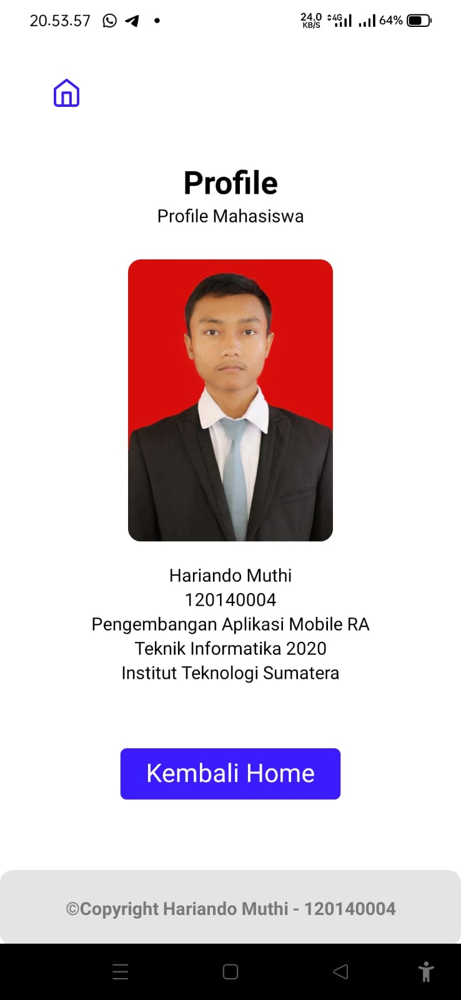 20.53.57
24.0
KB/S
4G
64%
Profile
Profile Mahasiswa
Hariando Muthi
120140004
Pengembangan Aplikasi Mobile RA
Teknik Informatika 2020
Institut Teknologi Sumatera
Kembali Home
©Copyright Hariando Muthi - 120140004